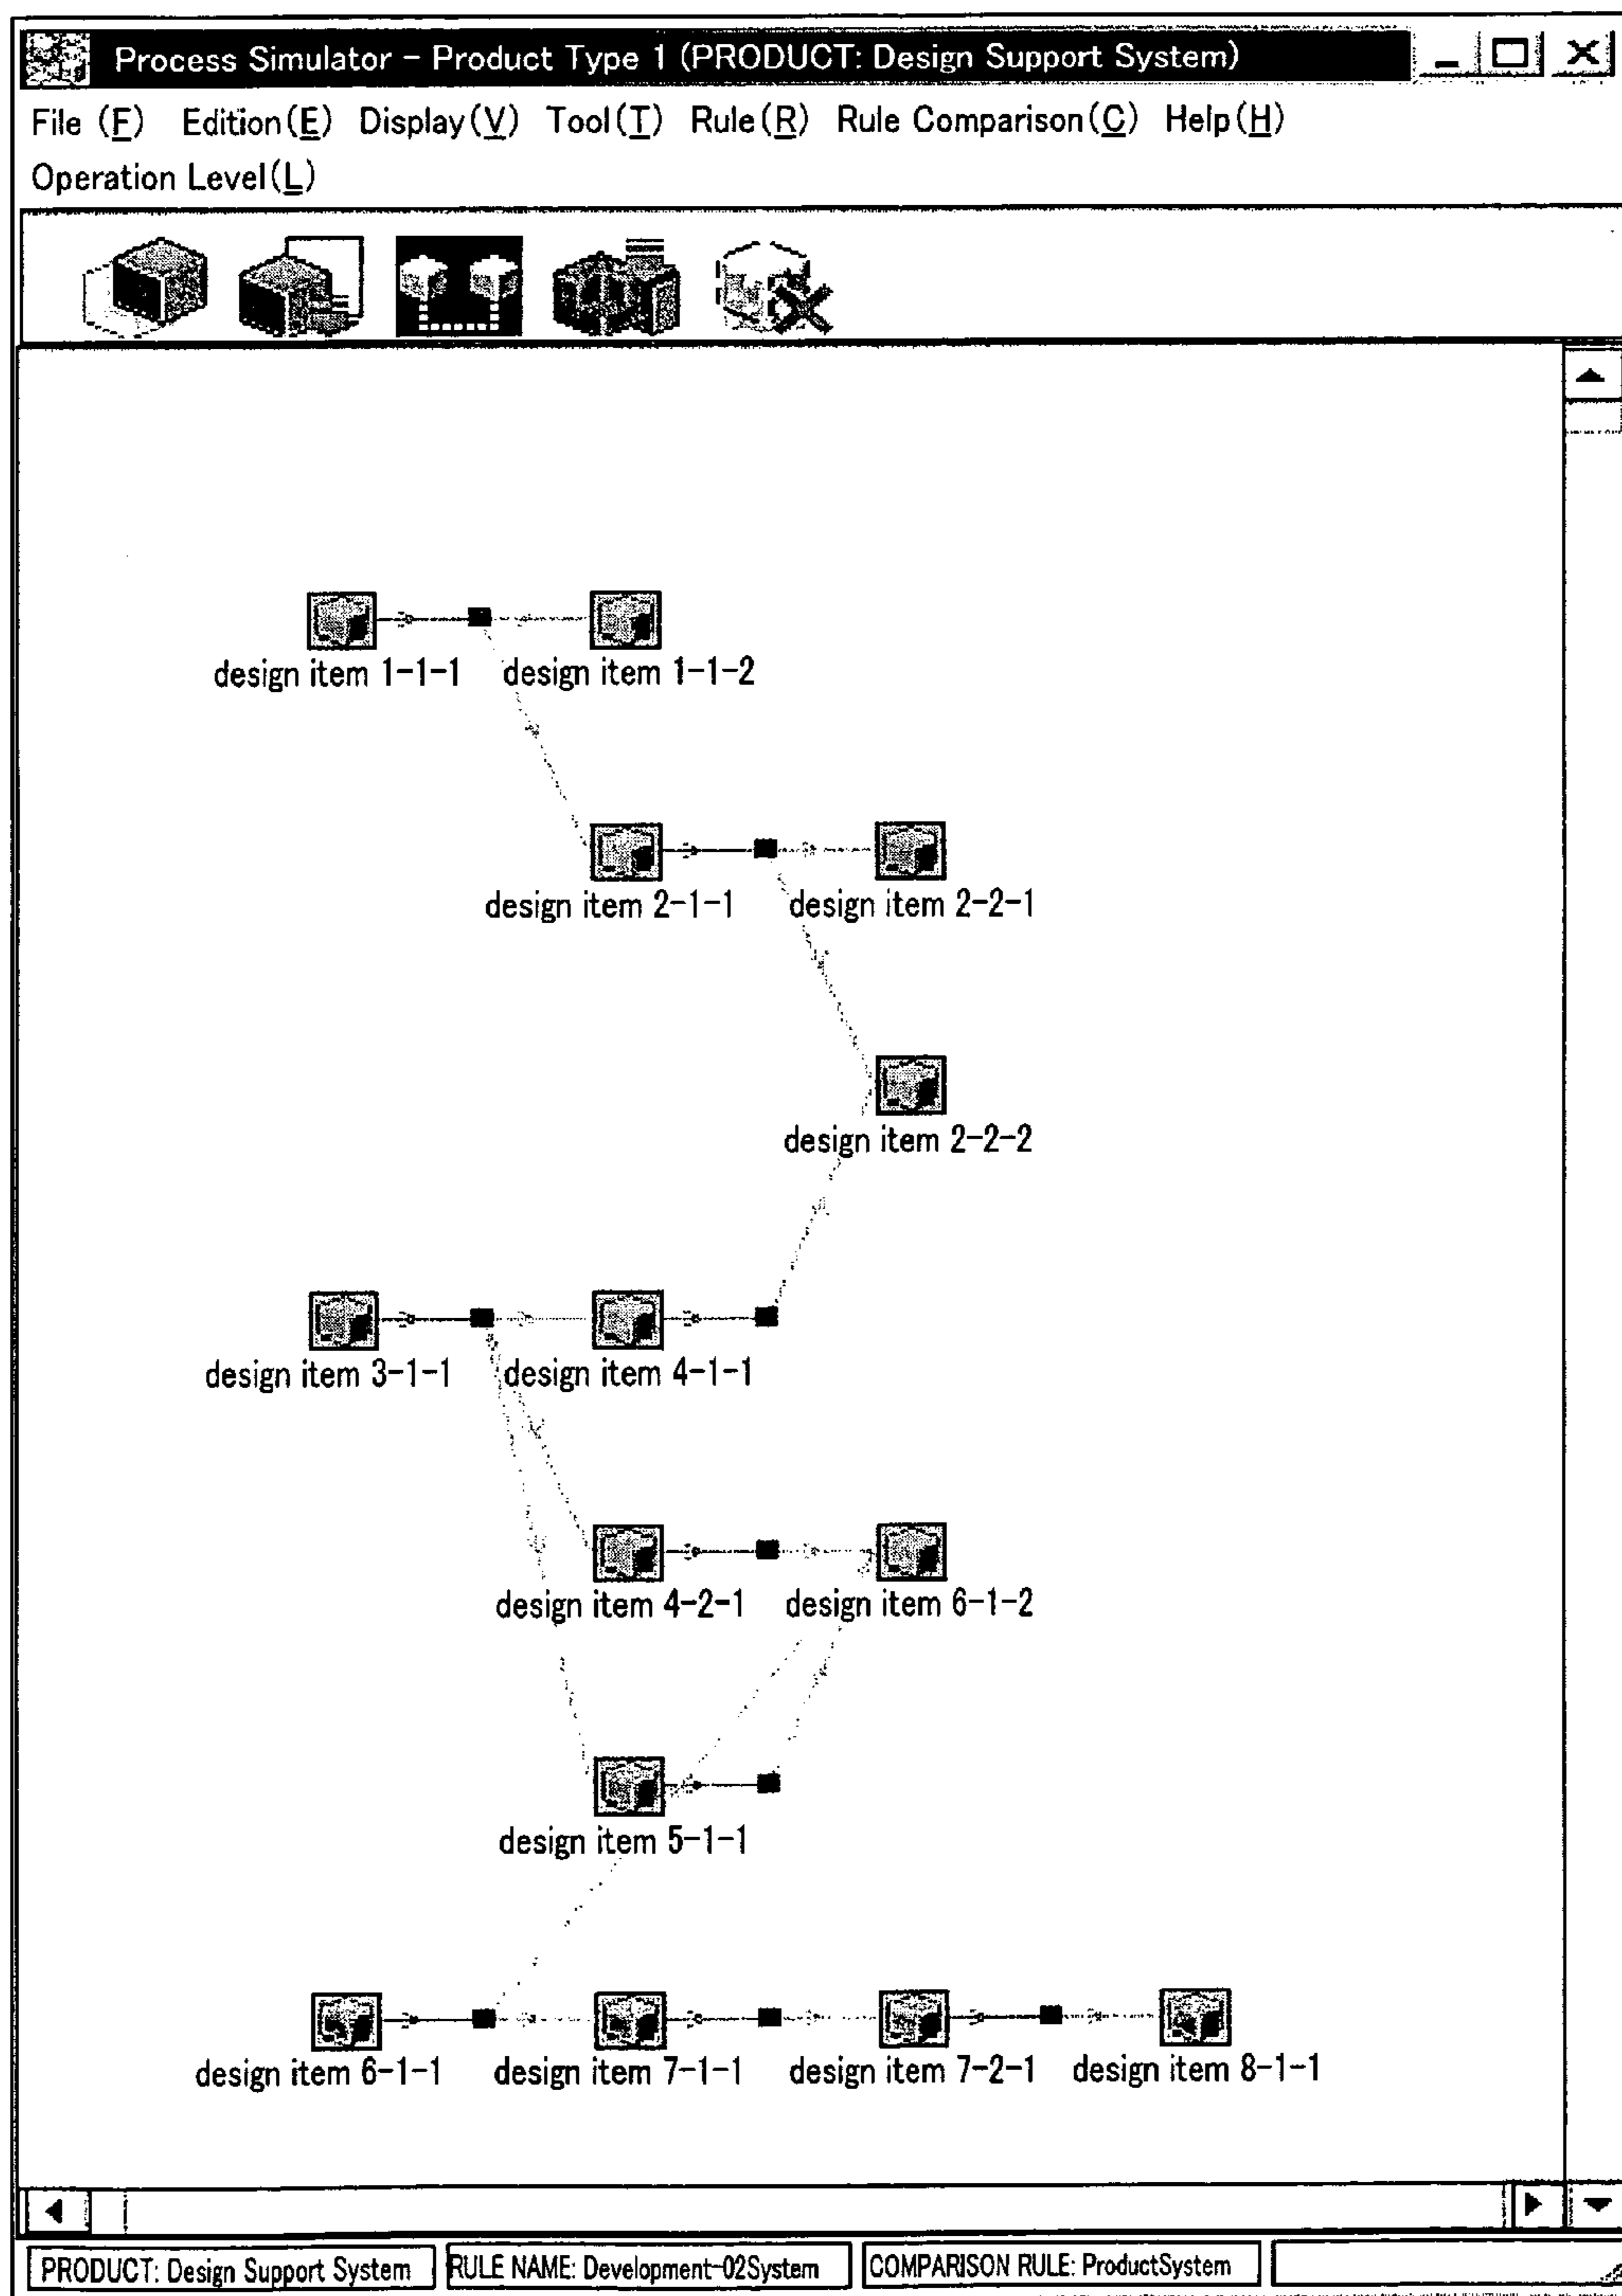 Process Simulator - Product Type 1 (PRODUCT: Design Support System)
File (F) Edition(E) Display(V) Tool(T) Rule(R) Rule Comparison(C) Help(H)
Operation Level(L)
design item 1-1-1 design item 1-1-2
design item 2-1-1 design item 2-2-1
design item 2-2-2
design item 3-1-1 design item 4-1-1
design item 4-2-1 design item 6-1-2
design item 5-1-1
design item 6-1-1 design item 7-1-1 design item 7-2-1 design item 8-1-1
PRODUCT: Design Support System RULE NAME: Development-02System COMPARISON RULE: ProductSystem